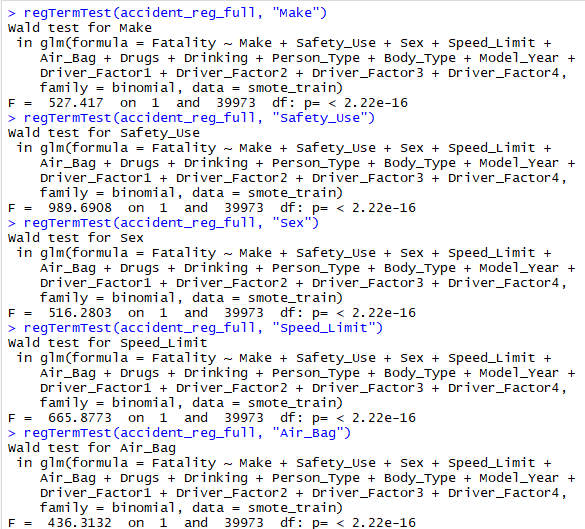 > regTermTest(accident_reg_full, "Make")
Wald test for Make
 in glm(formula = Fatality ~ Make + Safety_Use + Sex + Speed_Limit +
    Air_Bag + Drugs + Drinking + Person_Type + Body_Type + Model_Year +
    Driver_Factor1 + Driver_Factor2 + Driver_Factor3 + Driver_Factor4,
    family = binomial, data = smote_train)
F =  527.417  on  1  and  39973  df: p= < 2.22e-16
> regTermTest(accident_reg_full, "Safety_Use")
Wald test for Safety_Use
 in glm(formula = Fatality ~ Make + Safety_Use + Sex + Speed_Limit +
    Air_Bag + Drugs + Drinking + Person_Type + Body_Type + Model_Year +
    Driver_Factor1 + Driver_Factor2 + Driver_Factor3 + Driver_Factor4,
    family = binomial, data = smote_train)
F =  989.6908  on  1  and  39973  df: p= < 2.22e-16
> regTermTest(accident_reg_full, "Sex")
Wald test for Sex
 in glm(formula = Fatality ~ Make + Safety_Use + Sex + Speed_Limit +
    Air_Bag + Drugs + Drinking + Person_Type + Body_Type + Model_Year +
    Driver_Factor1 + Driver_Factor2 + Driver_Factor3 + Driver_Factor4,
    family = binomial, data = smote_train)
F =  516.2803  on  1  and  39973  df: p= < 2.22e-16
> regTermTest(accident_reg_full, "Speed_Limit")
Wald test for Speed_Limit
 in glm(formula = Fatality ~ Make + Safety_Use + Sex + Speed_Limit +
    Air_Bag + Drugs + Drinking + Person_Type + Body_Type + Model_Year +
    Driver_Factor1 + Driver_Factor2 + Driver_Factor3 + Driver_Factor4,
    family = binomial, data = smote_train)
F =  665.8773  on  1  and  39973  df: p= < 2.22e-16
> regTermTest(accident_reg_full, "Air_Bag")
Wald test for Air_Bag
 in glm(formula = Fatality ~ Make + Safety_Use + Sex + Speed_Limit +
    Air_Bag + Drugs + Drinking + Person_Type + Body_Type + Model_Year +
    Driver_Factor1 + Driver_Factor2 + Driver_Factor3 + Driver_Factor4,
    family = binomial, data = smote_train)
F =  436.3132  on  1  and  39973  df: p= < 2.22e-16